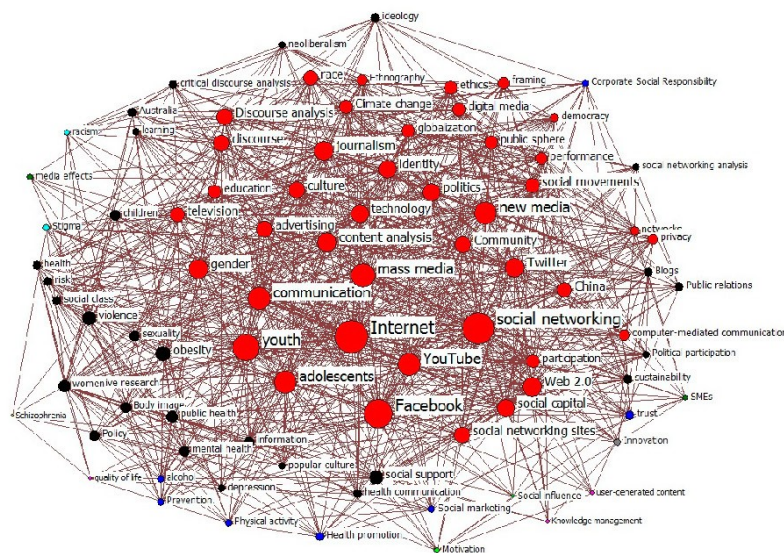 iceology
neoliberalism
race
Ethnography
ethics
framing
Corporate Social Responsibility
critical discourse analysis
Climate change
digital media
Australia
Discourse analysis
globaization
democracy
racism
learning
discourse
journalism
public sphere
Identity
performance
social networking analysis
media effects
education
culture
politics
social movements
children
television
technology
new media
Stigma
advertising
content analysis
Community
networks
privacy
health
gender
mass media
Twitter
Blogs
risk
China
Public relations
social class
communication
violence
Internet
social networking
computer-mediated communication
sexuality
youth
obesity
YouTube
participation
Political participation
women
ive research
adolescents
Web 2.0
sustainability
SMEs
Body image
Facebook
social capital
Schizophrenia
public health
trust
Policy
information
social networking sites
Innovation
mental health
popular culture
social support
quality of life
alcoho
depression
health communication
Social influence
user-generated content
Prevention
Social marketing
Physical activity
Knowledge management
Health promotion
Motivation